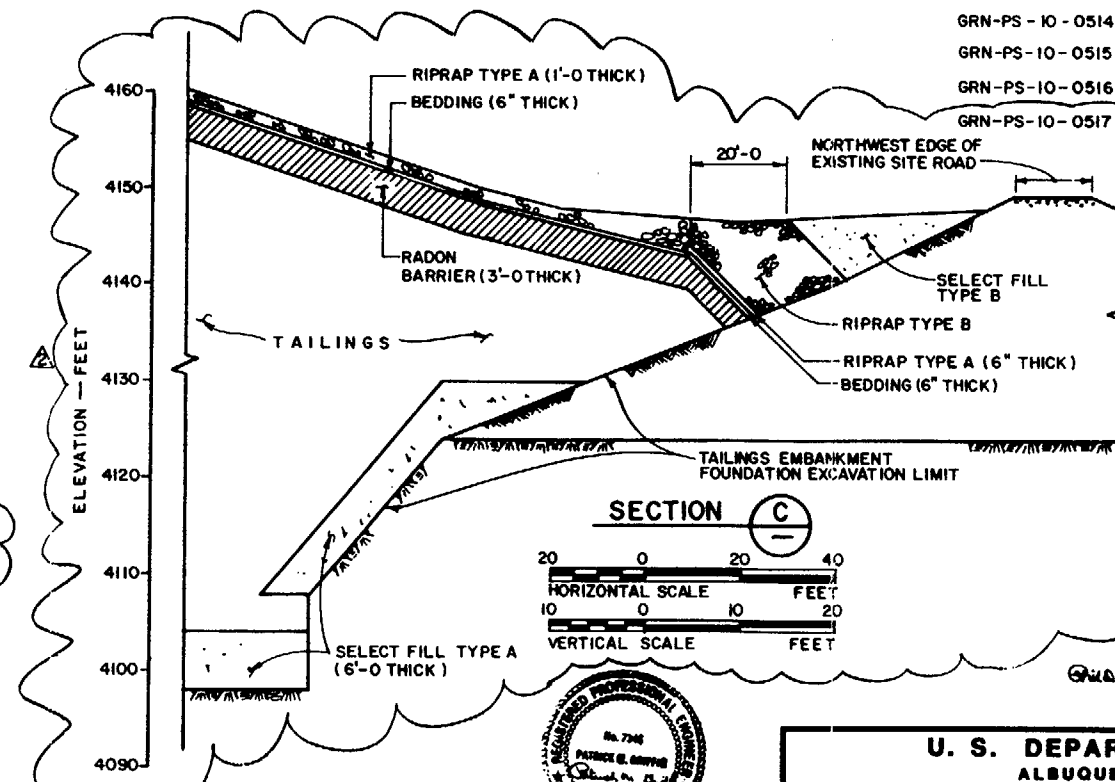 GRN-PS-10-0514
GRN-PS-10-0515
GRN-PS-10-0516
GRN-PS-10-0517
RIPRAP TYPE A (1'-0 THICK)
BEDDING (6" THICK)
20'-0
NORTHWEST EDGE OF
EXISTING SITE ROAD
4160
4150
4140
4130
4120
4110
4100
4090
ELEVATION — FEET
2
RADON
BARRIER (3'-0 THICK)
TAILINGS
SELECT FILL
TYPE B
RIPRAP TYPE B
RIPRAP TYPE A (6" THICK)
BEDDING (6" THICK)
TAILINGS EMBANKMENT
FOUNDATION EXCAVATION LIMIT
SECTION C
20 0 20 40
HORIZONTAL SCALE FEET
10 0 10 20
VERTICAL SCALE FEET
SELECT FILL TYPE A
(6'-0 THICK)
REGISTERED PROFESSIONAL ENGINEER
U. S. DEPAR
ALBUQUE